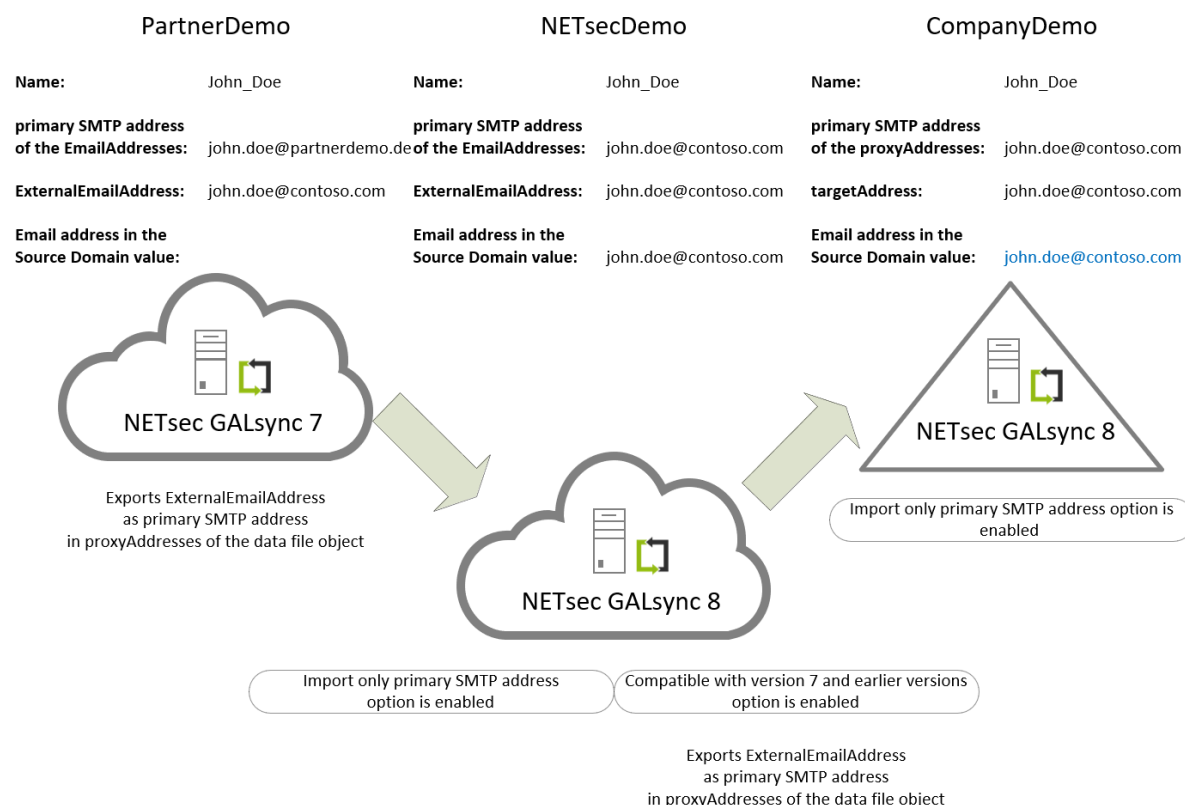 PartnerDemo
NETsecDemo
CompanyDemo
Name: John_Doe
Name: John_Doe
Name: John_Doe
primary SMTP address
of the EmailAddresses: john.doe@partnerdemo.de
primary SMTP address
of the EmailAddresses: john.doe@contoso.com
primary SMTP address
of the proxyAddresses: john.doe@contoso.com
ExternalEmailAddress: john.doe@contoso.com
ExternalEmailAddress: john.doe@contoso.com
targetAddress: john.doe@contoso.com
Email address in the
Source Domain value:
Email address in the
Source Domain value: john.doe@contoso.com
Email address in the
Source Domain value: john.doe@contoso.com
NETsec GALsync 7
Exports ExternalEmailAddress
as primary SMTP address
in proxyAddresses of the data file object
NETsec GALsync 8
Import only primary SMTP address option is
enabled
NETsec GALsync 8
Import only primary SMTP address
option is enabled
Compatible with version 7 and earlier versions
option is enabled
Exports ExternalEmailAddress
as primary SMTP address
in proxyAddresses of the data file object